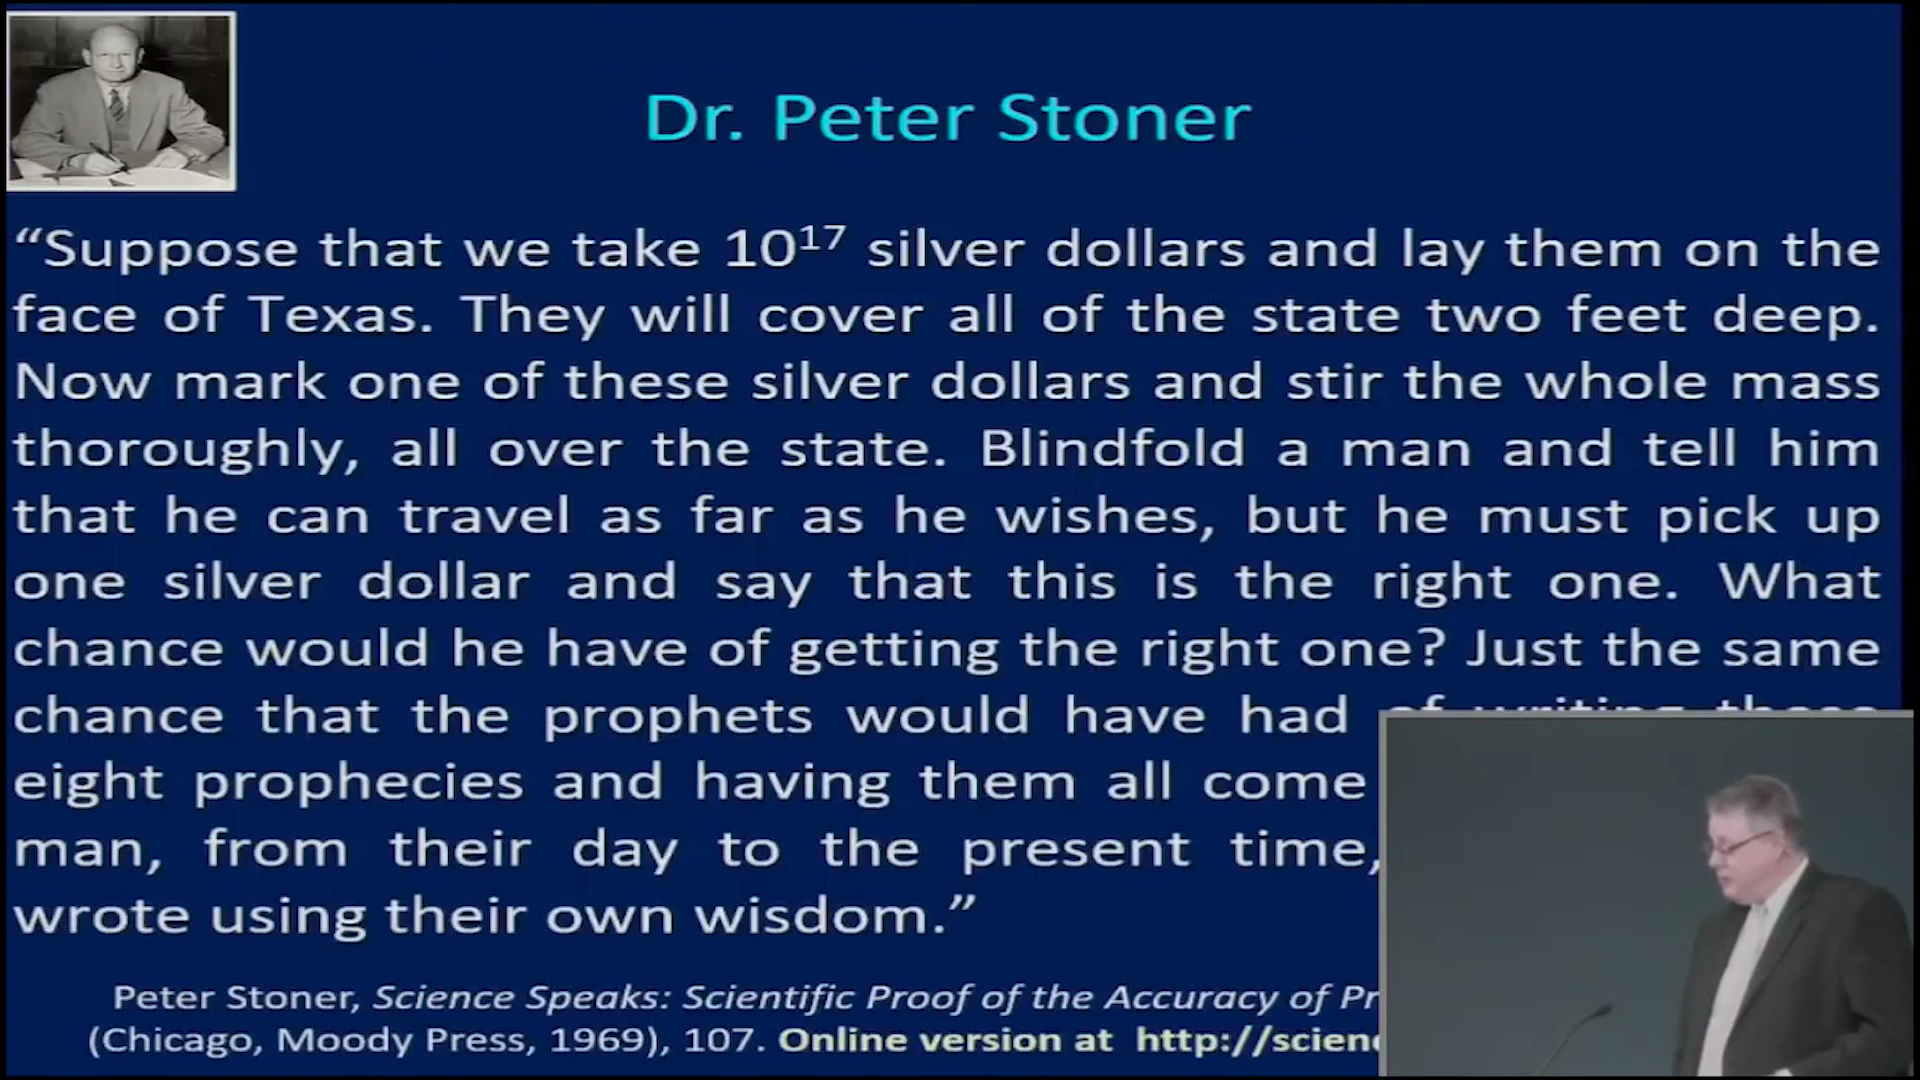 Dr. Peter Stoner
“Suppose that we take 10¹⁷ silver dollars and lay them on the
face of Texas. They will cover all of the state two feet deep.
Now mark one of these silver dollars and stir the whole mass
thoroughly, all over the state. Blindfold a man and tell him
that he can travel as far as he wishes, but he must pick up
one silver dollar and say that this is the right one. What
chance would he have of getting the right one? Just the same
chance that the prophets would have had of writing these
eight prophecies and having them all come
man, from their day to the present time,
wrote using their own wisdom.”
Peter Stoner, Science Speaks: Scientific Proof of the Accuracy of Pr
(Chicago, Moody Press, 1969), 107. Online version at http://scienc